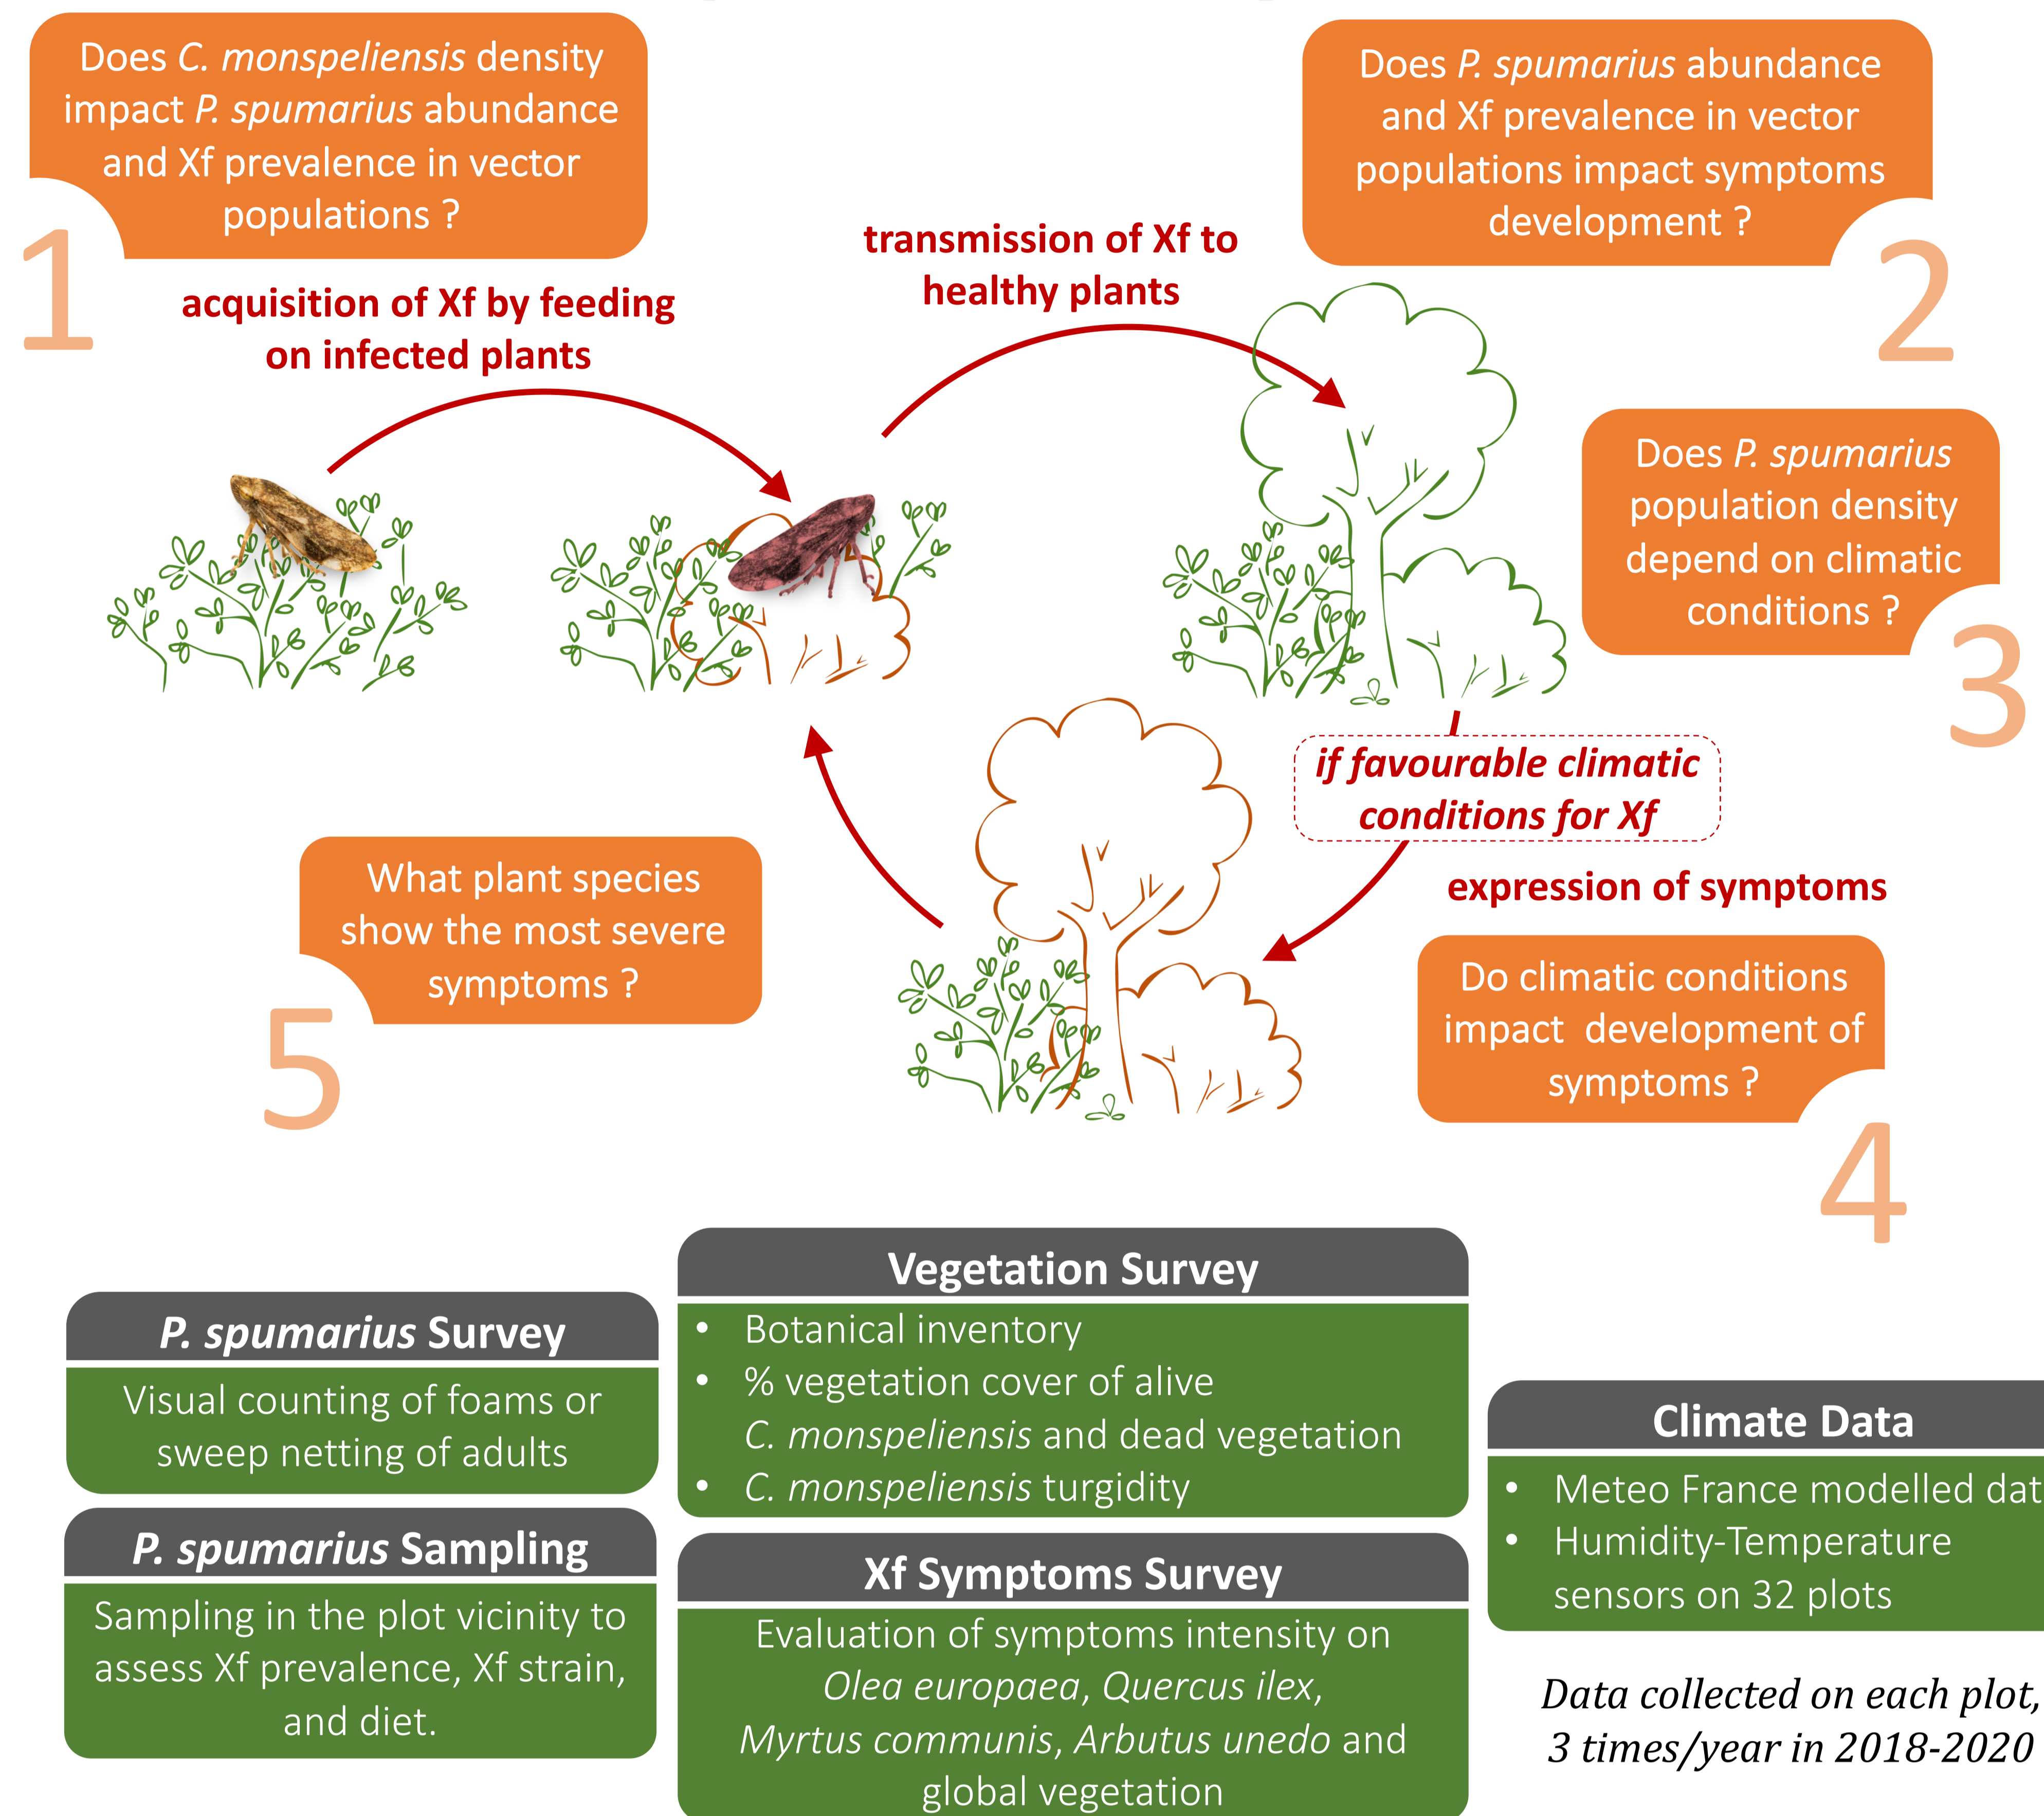 Does C. monspeliensis density
impact P. spumarius abundance
and Xf prevalence in vector
populations ?
1
Does P. spumarius abundance
and Xf prevalence in vector
populations impact symptoms
development ?
2
acquisition of Xf by feeding
on infected plants
transmission of Xf to
healthy plants
Does P. spumarius
population density
depend on climatic
conditions ?
3
if favourable climatic
conditions for Xf
expression of symptoms
Do climatic conditions
impact  development of
symptoms ?
4
What plant species
show the most severe
symptoms ?
5
P. spumarius Survey
Visual counting of foams or
sweep netting of adults
P. spumarius Sampling
Sampling in the plot vicinity to
assess Xf prevalence, Xf strain,
and diet.
Vegetation Survey
• Botanical inventory
• % vegetation cover of alive
C. monspeliensis and dead vegetation
• C. monspeliensis turgidity
Xf Symptoms Survey
Evaluation of symptoms intensity on
Olea europaea, Quercus ilex,
Myrtus communis, Arbutus unedo and
global vegetation
Climate Data
• Meteo France modelled dat
• Humidity-Temperature
sensors on 32 plots
Data collected on each plot,
3 times/year in 2018-2020